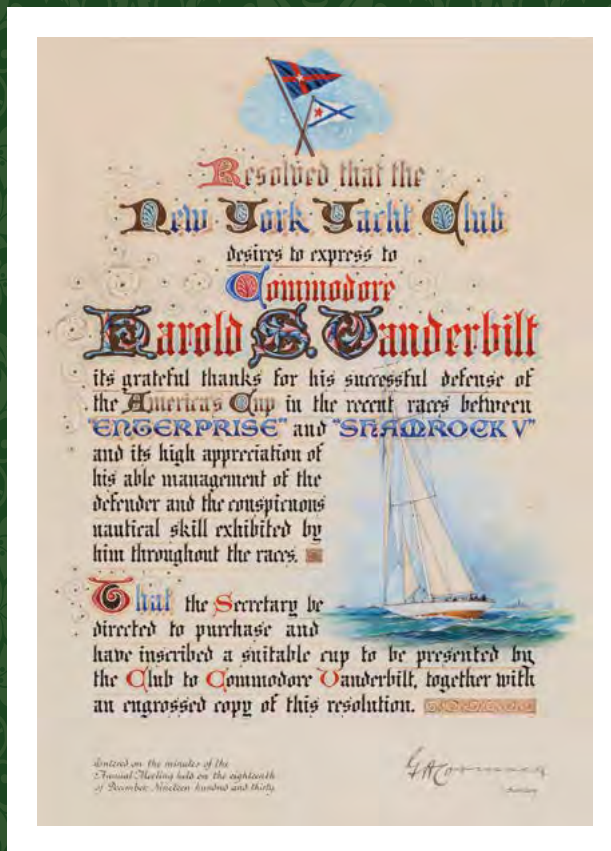 Resolved that the
New York Yacht Club
desires to express to
Commodore
Harold S. Vanderbilt
its grateful thanks for his successful defense of
the America's Cup in the recent races between
"ENTERPRISE" and "SHAMROCK V"
and its high appreciation of
his able management of the
defender and the conspicuous
nautical skill exhibited by
him throughout the races.
That the Secretary be
directed to purchase and
have inscribed a suitable cup to be presented by
the Club to Commodore Vanderbilt, together with
an engrossed copy of this resolution.
Entered on the minutes of the
Annual Meeting held on the eighteenth
of December, Nineteen hundred and thirty.
Secretary